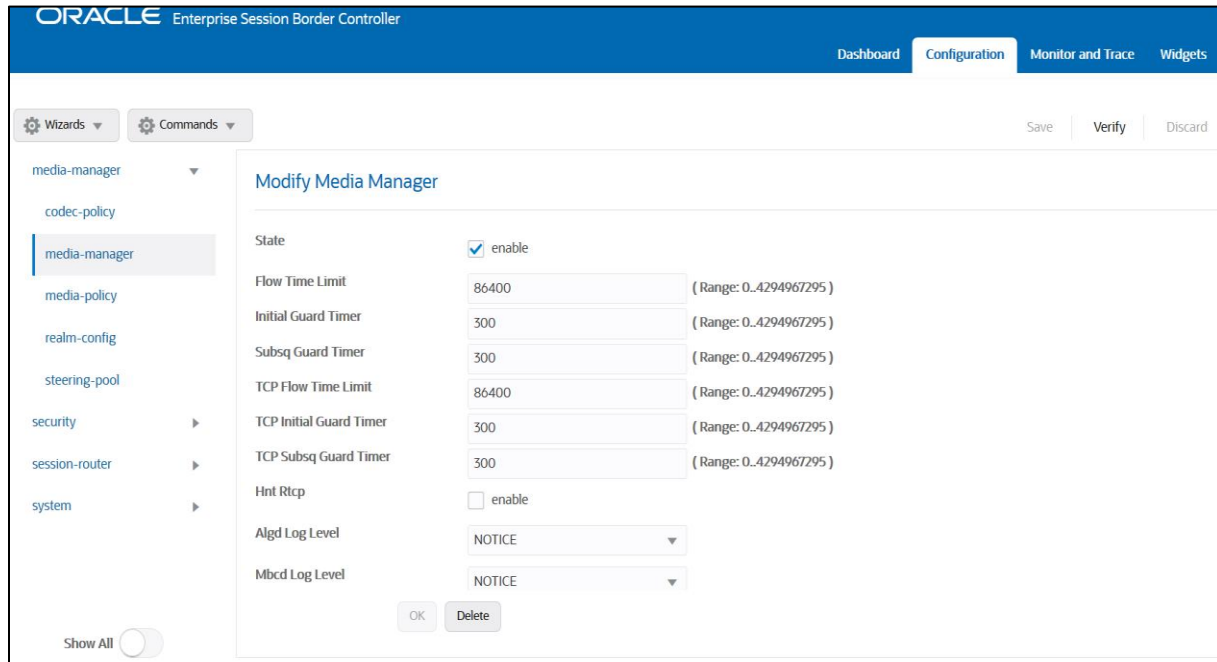 ORACLE Enterprise Session Border Controller
Dashboard Configuration Monitor and Trace Widgets
Wizards Commands Save Verify Discard
media-manager
codec-policy
media-manager
media-policy
realm-config
steering-pool
security
session-router
system
Show All
Modify Media Manager
State enable
Flow Time Limit 86400 ( Range: 0..4294967295 )
Initial Guard Timer 300 ( Range: 0..4294967295 )
Subsq Guard Timer 300 ( Range: 0..4294967295 )
TCP Flow Time Limit 86400 ( Range: 0..4294967295 )
TCP Initial Guard Timer 300 ( Range: 0..4294967295 )
TCP Subsq Guard Timer 300 ( Range: 0..4294967295 )
Hnt Rtcp enable
Algd Log Level NOTICE
Mbcd Log Level NOTICE
OK Delete